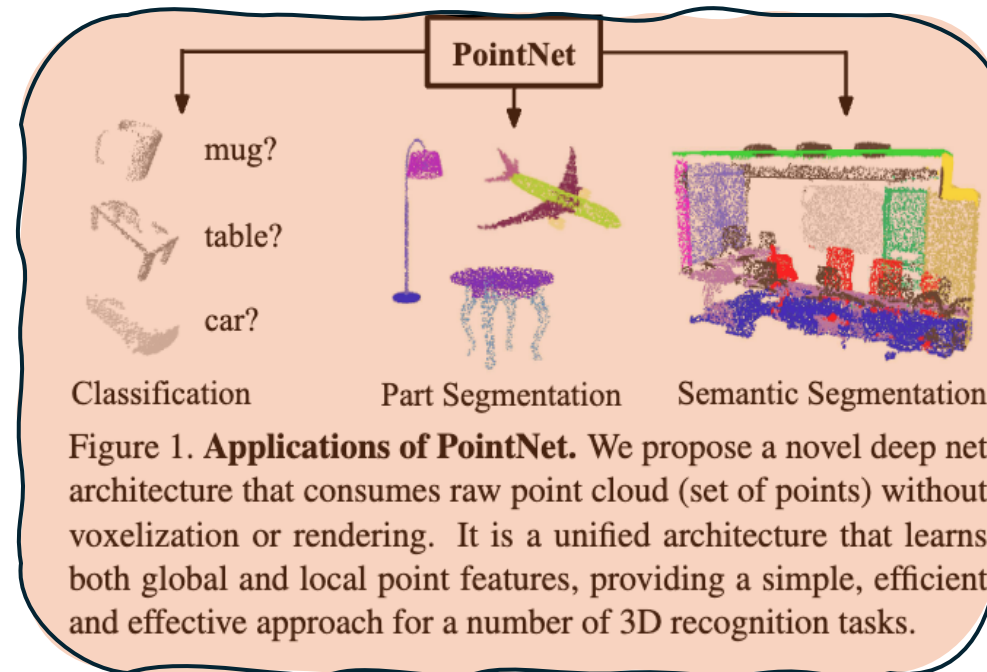 PointNet
mug?
table?
car?
Classification
Part Segmentation
Semantic Segmentation
Figure 1. Applications of PointNet. We propose a novel deep net
architecture that consumes raw point cloud (set of points) without
voxelization or rendering. It is a unified architecture that learns
both global and local point features, providing a simple, efficient
and effective approach for a number of 3D recognition tasks.